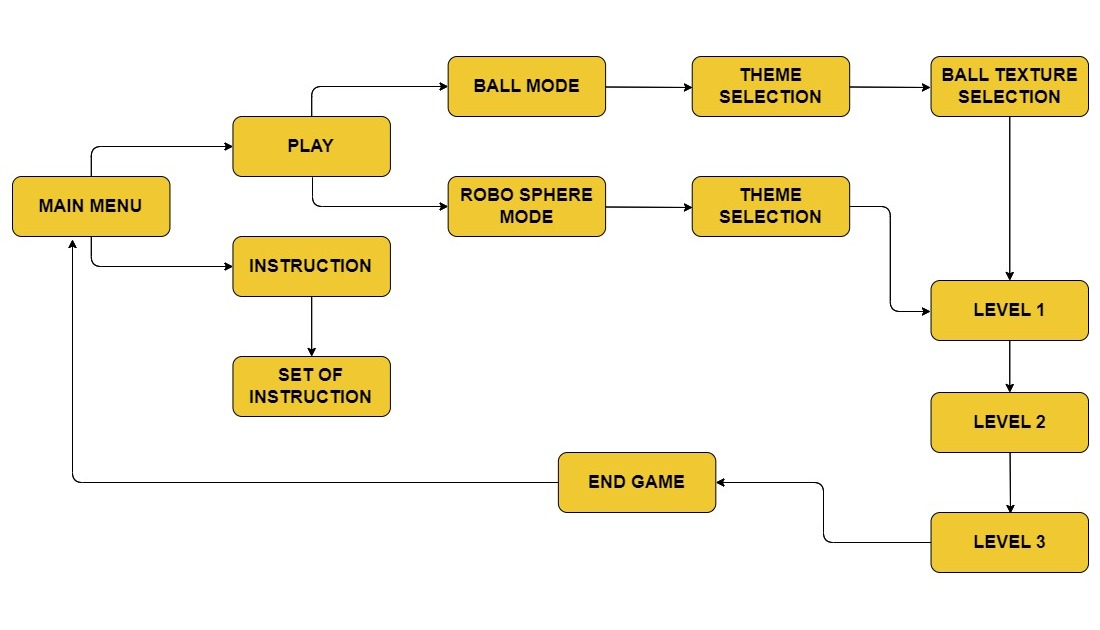 BALL MODE
THEME
SELECTION
BALL TEXTURE
SELECTION
PLAY
MAIN MENU
ROBO SPHERE
MODE
THEME
SELECTION
INSTRUCTION
SET OF
INSTRUCTION
LEVEL 1
LEVEL 2
END GAME
LEVEL 3